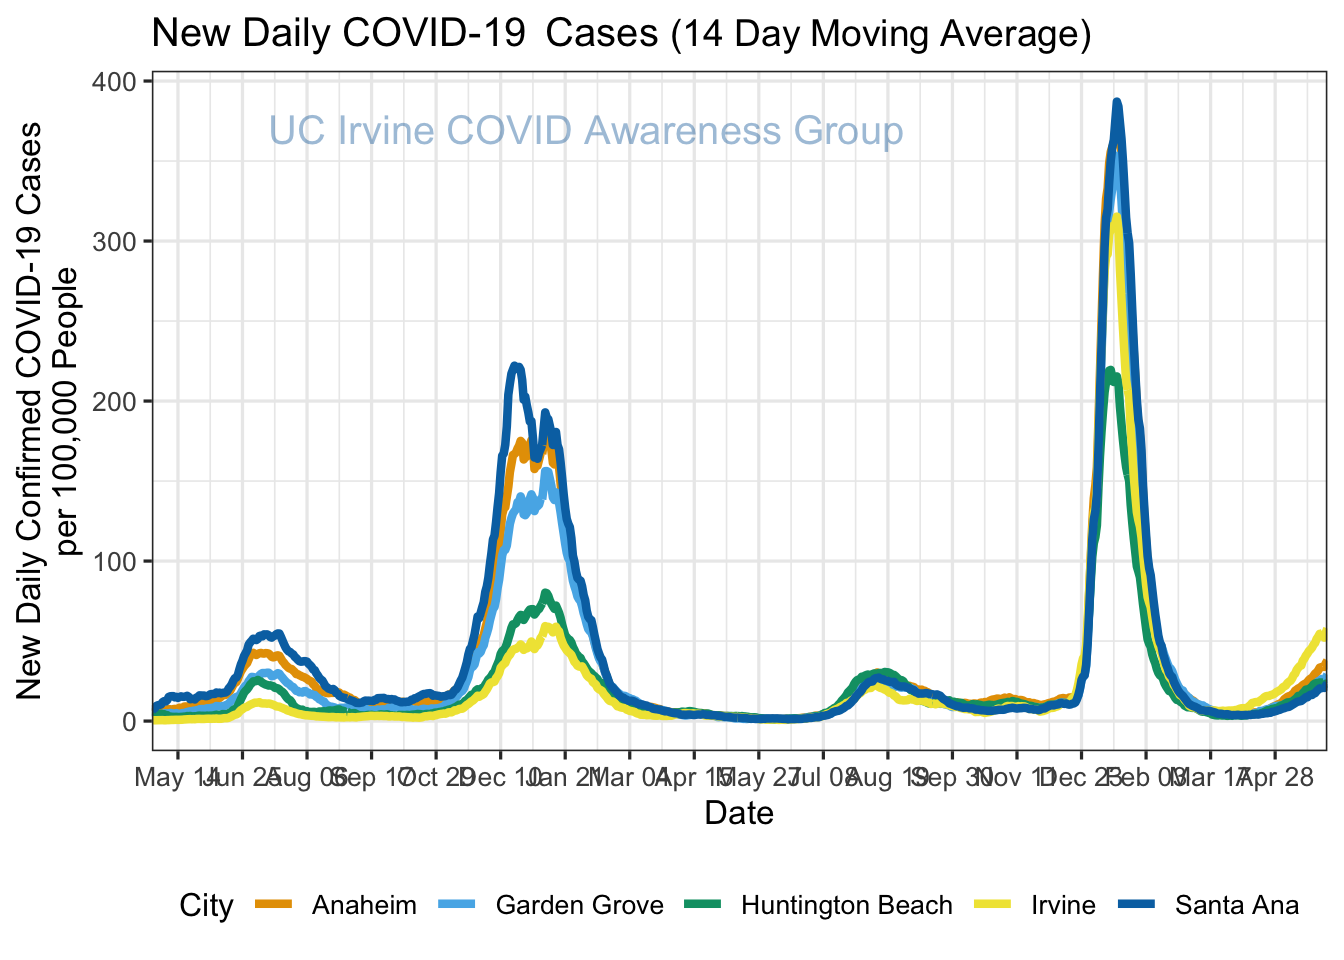 New Daily COVID-19  Cases (14 Day Moving Average)
UC Irvine COVID Awareness Group
New Daily Confirmed COVID-19 Cases
per 100,000 People
400
300
200
100
0
May 14 Jun 25 Aug 06 Sep 17 Oct 29 Dec 10 Jan 21 Mar 04 Apr 15 May 27 Jul 08 Aug 19 Sep 30 Nov 11 Dec 23 Feb 03 Mar 17 Apr 28
Date
City Anaheim Garden Grove Huntington Beach Irvine Santa Ana